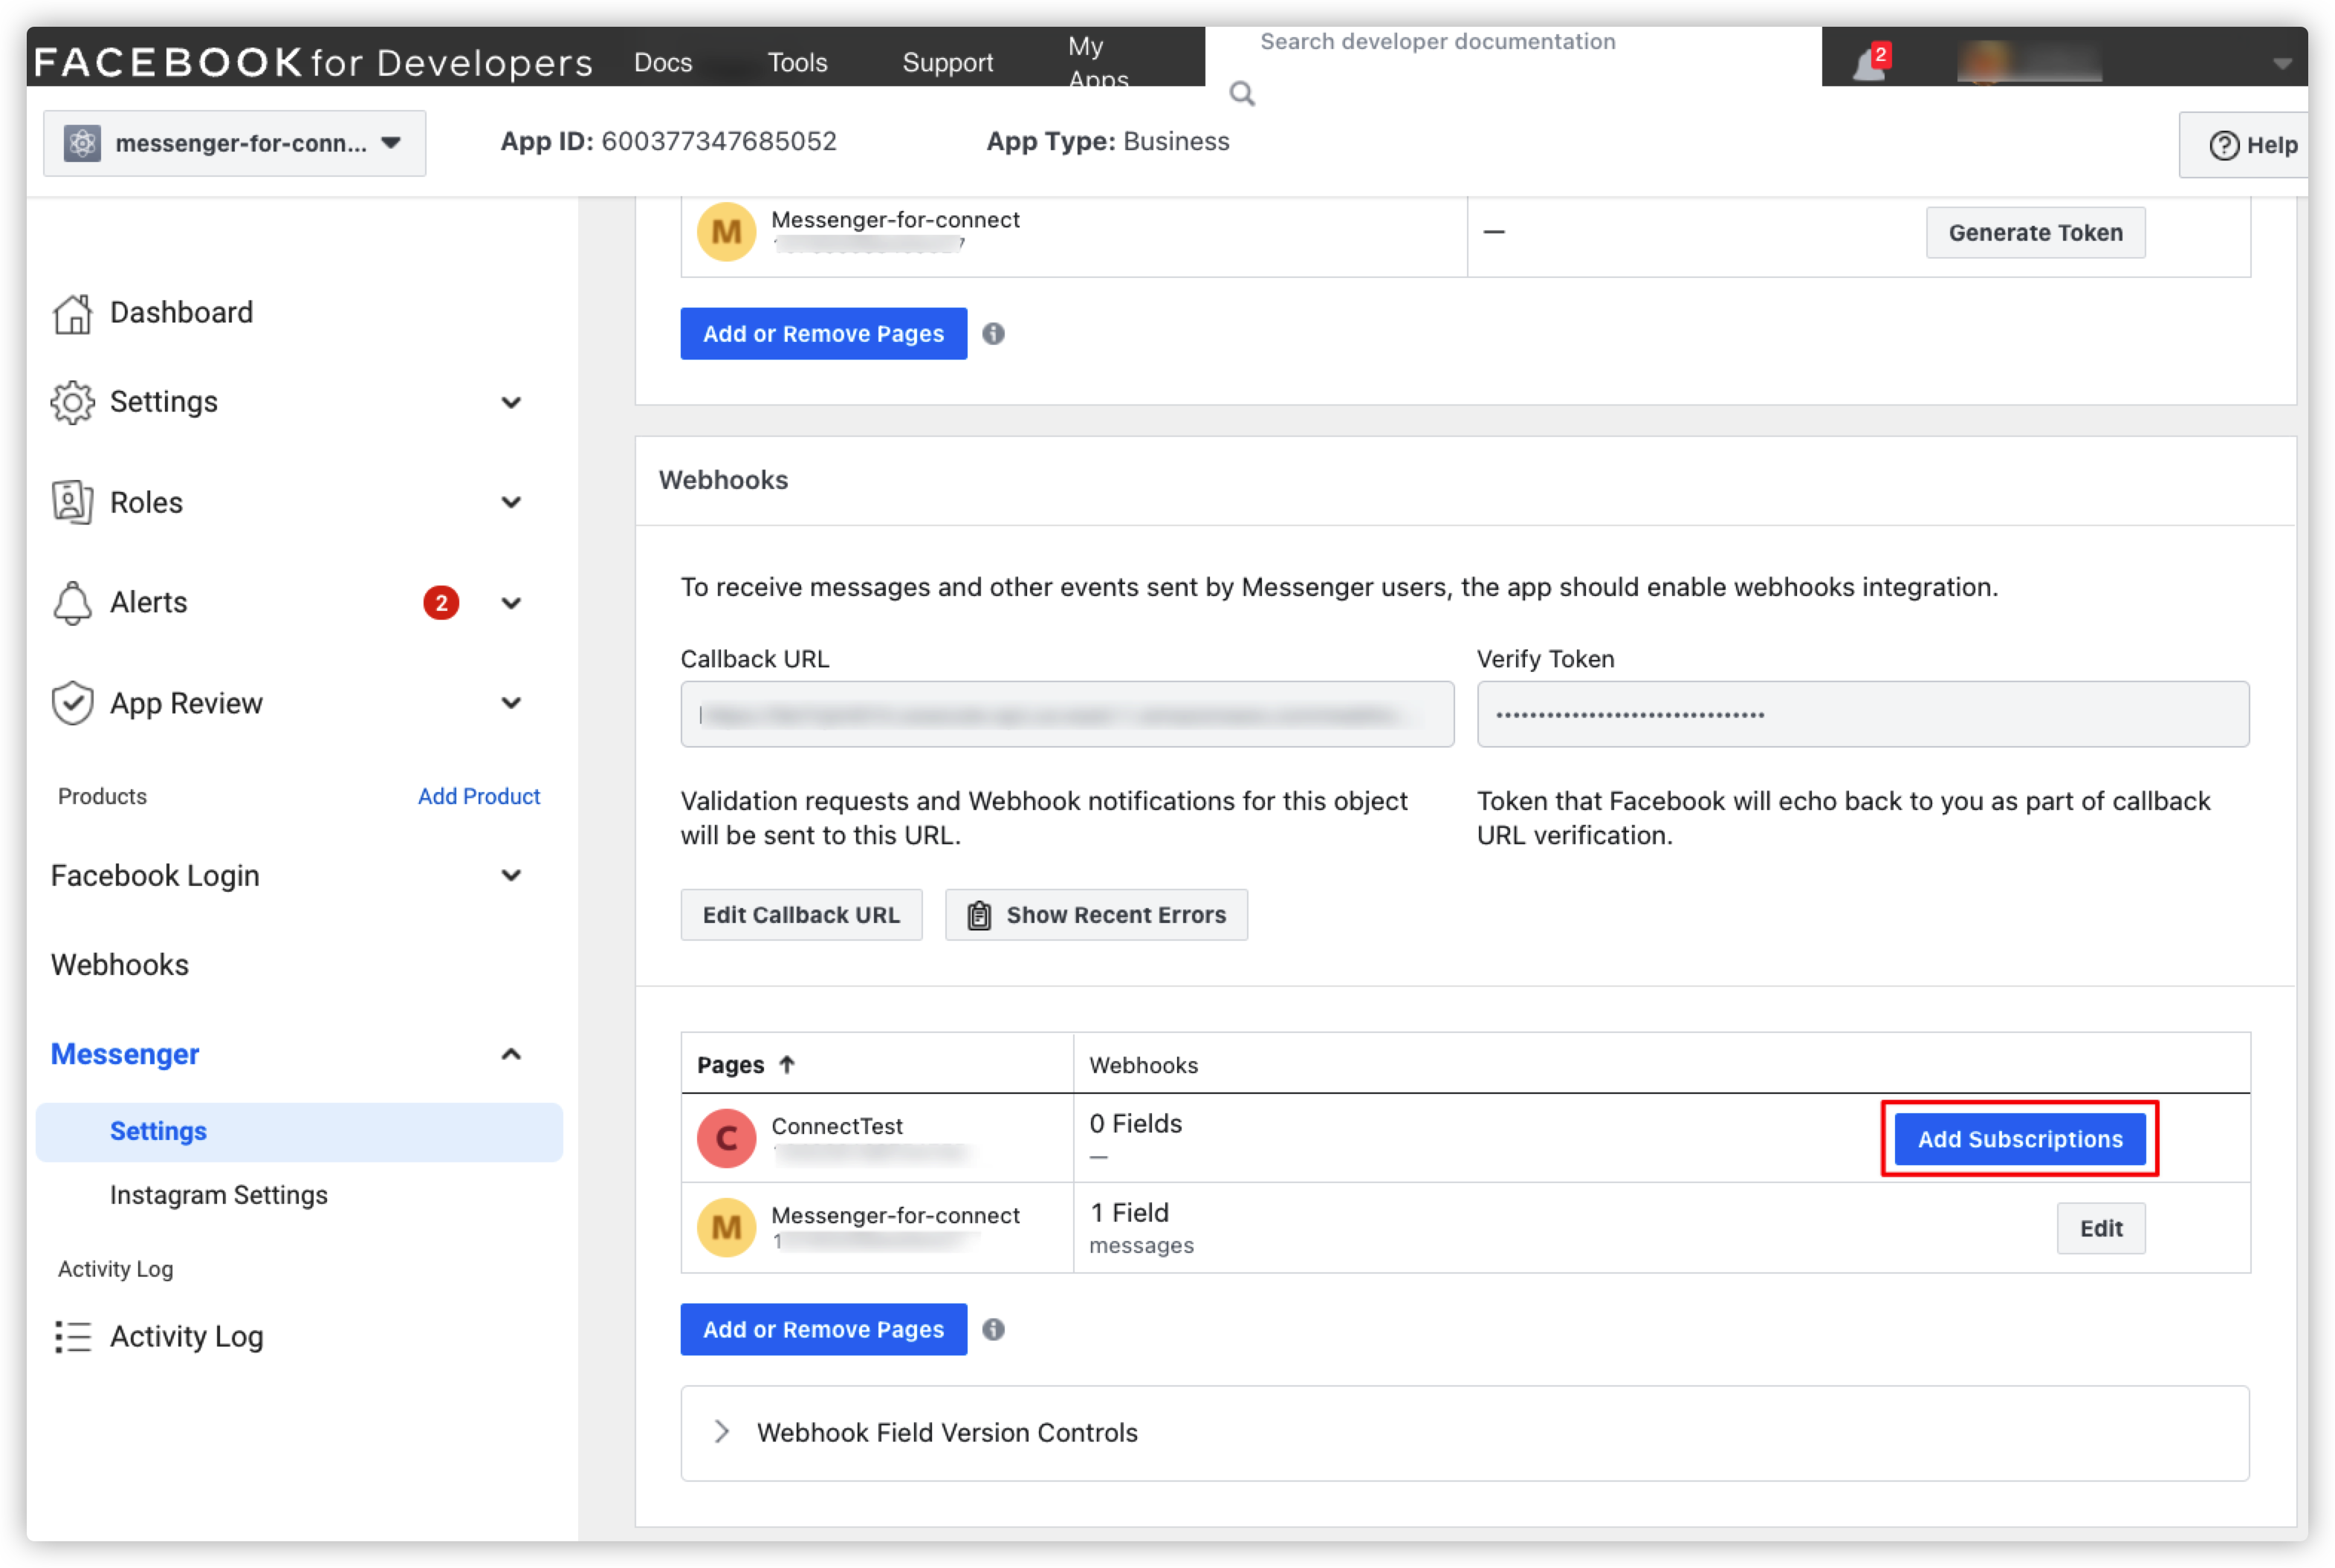 FACEBOOK for Developers
Docs
Tools
Support
My Apps
Search developer documentation
2
messenger-for-conn...
App ID: 600377347685052
App Type: Business
Help
Messenger-for-connect
—
Generate Token
Add or Remove Pages
Dashboard
Settings
Roles
Alerts
2
App Review
Products
Add Product
Facebook Login
Webhooks
Messenger
Settings
Instagram Settings
Activity Log
Activity Log
Webhooks
To receive messages and other events sent by Messenger users, the app should enable webhooks integration.
Callback URL
Verify Token
Validation requests and Webhook notifications for this object
will be sent to this URL.
Token that Facebook will echo back to you as part of callback
URL verification.
Edit Callback URL
Show Recent Errors
Pages ↑
Webhooks
C
ConnectTest
0 Fields
—
Add Subscriptions
M
Messenger-for-connect
1 Field
messages
Edit
Add or Remove Pages
Webhook Field Version Controls